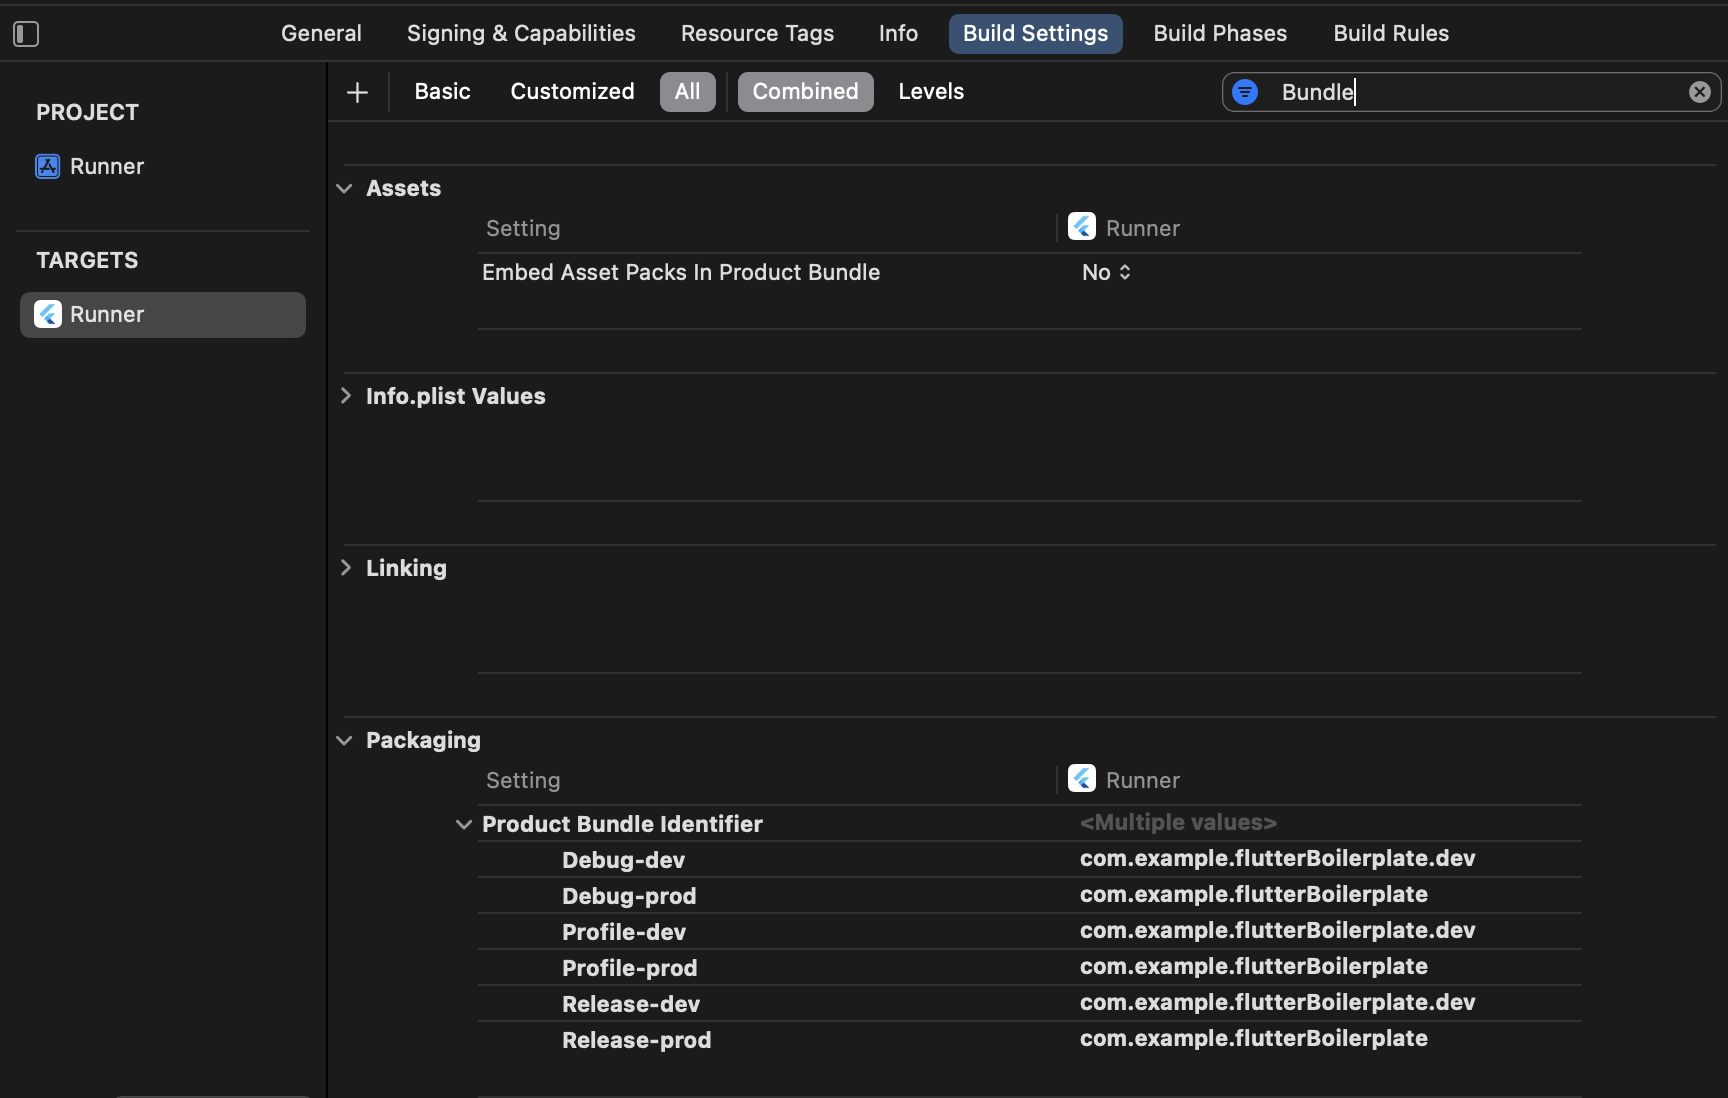 General Signing & Capabilities Resource Tags Info Build Settings Build Phases Build Rules
PROJECT
Runner
TARGETS
Runner
Basic Customized All Combined Levels Bundle
Assets
Setting Runner
Embed Asset Packs In Product Bundle No
Info.plist Values
Linking
Packaging
Setting Runner
Product Bundle Identifier <Multiple values>
Debug-dev com.example.flutterBoilerplate.dev
Debug-prod com.example.flutterBoilerplate
Profile-dev com.example.flutterBoilerplate.dev
Profile-prod com.example.flutterBoilerplate
Release-dev com.example.flutterBoilerplate.dev
Release-prod com.example.flutterBoilerplate